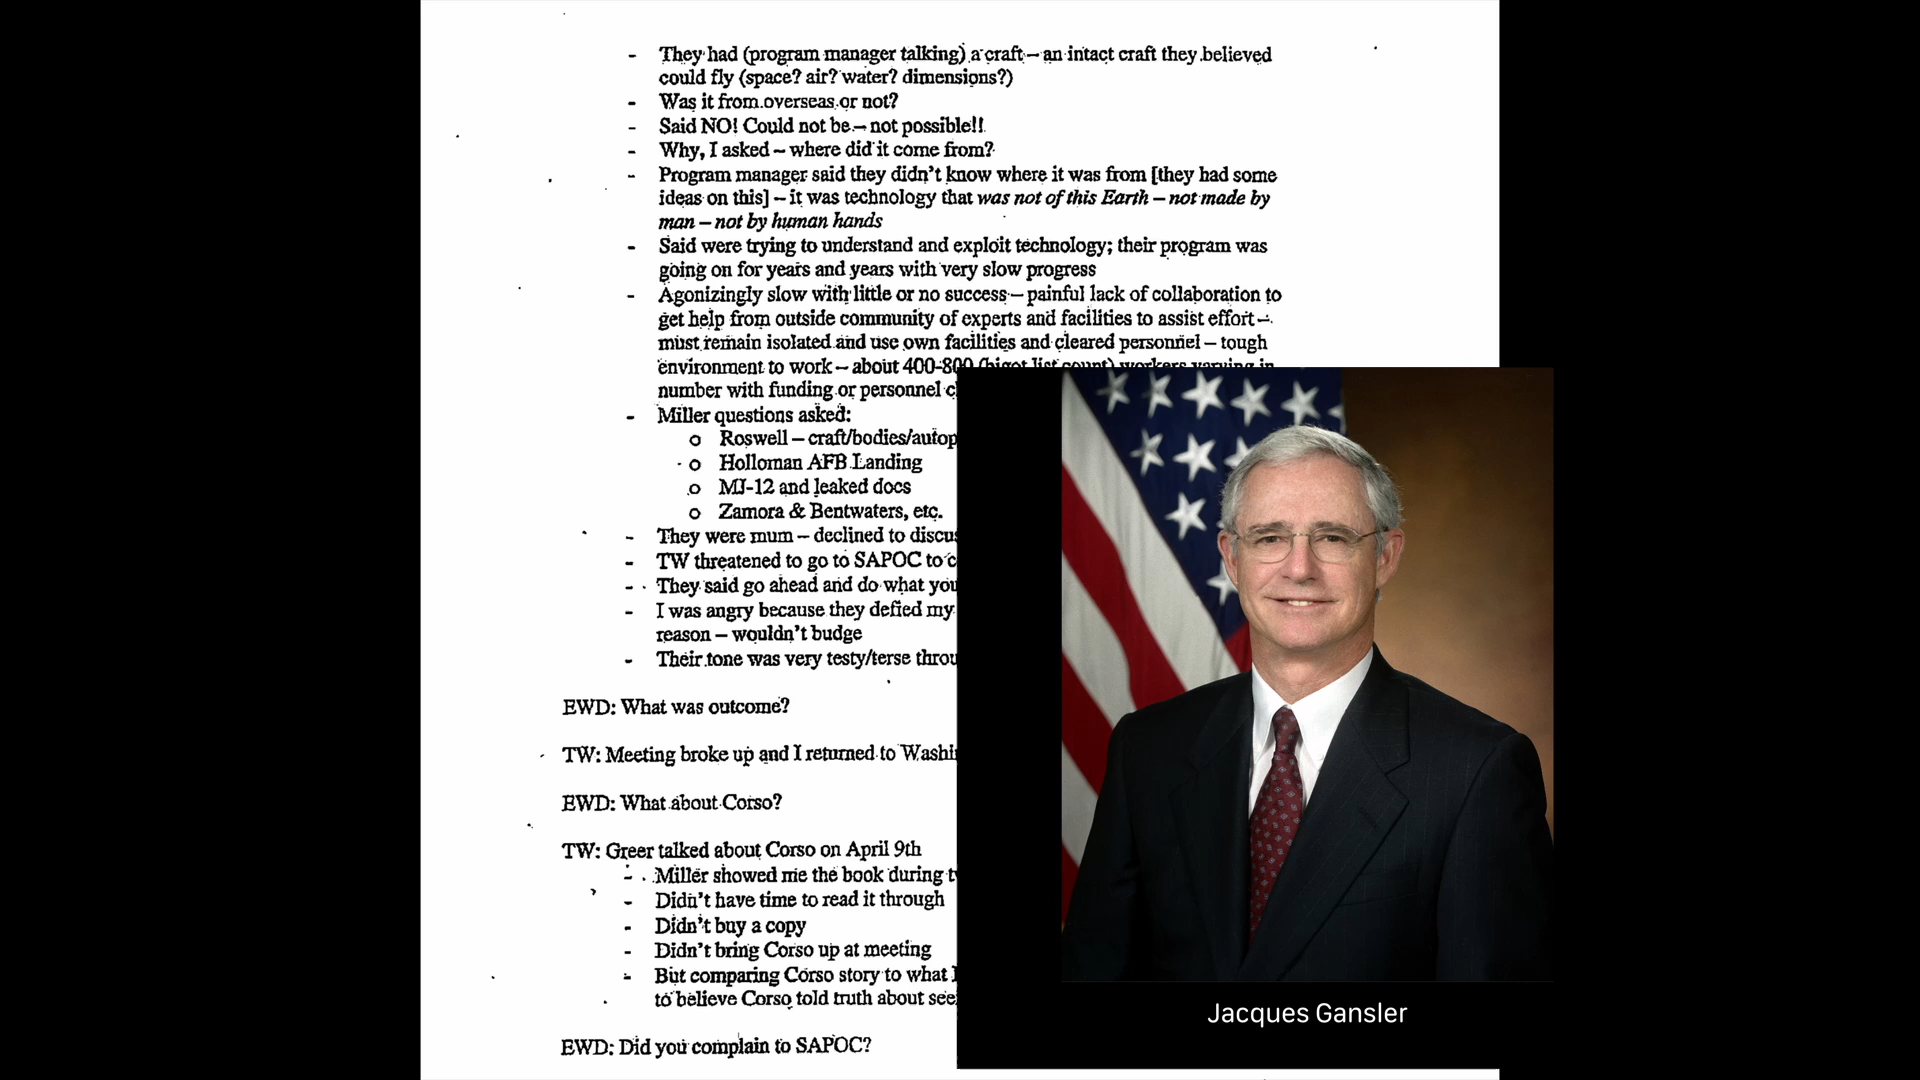 - They had (program manager talking) a craft – an intact craft they believed
could fly (space? air? water? dimensions?)
- Was it from overseas or not?
- Said NO! Could not be – not possible!!
- Why, I asked – where did it come from?
- Program manager said they didn't know where it was from [they had some
ideas on this] – it was technology that was not of this Earth – not made by
man – not by human hands
- Said were trying to understand and exploit technology; their program was
going on for years and years with very slow progress
- Agonizingly slow with little or no success – painful lack of collaboration to
get help from outside community of experts and facilities to assist effort –
must remain isolated and use own facilities and cleared personnel – tough
environment to work – about 400-800 (bigot list count) workers varying in
number with funding or personnel
- Miller questions asked:
o Roswell – craft/bodies/autop
o Holloman AFB Landing
o MJ-12 and leaked docs
o Zamora & Bentwaters, etc.
- They were mum – declined to discus
- TW threatened to go to SAPOC to
- They said go ahead and do what you
- I was angry because they defied my
reason – wouldn't budge
- Their tone was very testy/terse throu
EWD: What was outcome?
TW: Meeting broke up and I returned to Washi
EWD: What about Corso?
TW: Greer talked about Corso on April 9th
- Miller showed me the book during
- Didn't have time to read it through
- Didn't buy a copy
- Didn't bring Corso up at meeting
- But comparing Corso story to what
to believe Corso told truth about see
EWD: Did you complain to SAPOC?
Jacques Gansler